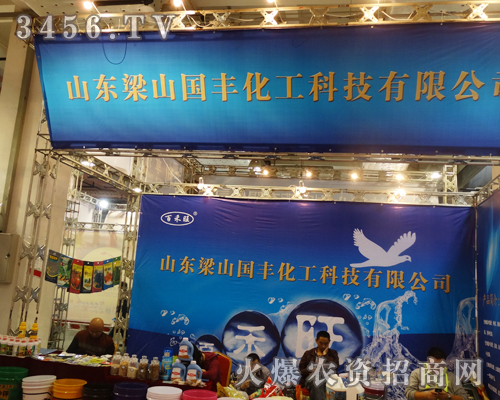 3456.TV
山东梁山国丰化工科技有限公司
百禾旺®
山东梁山国丰化工科技有限公司
禾 旺
火爆农资招商网